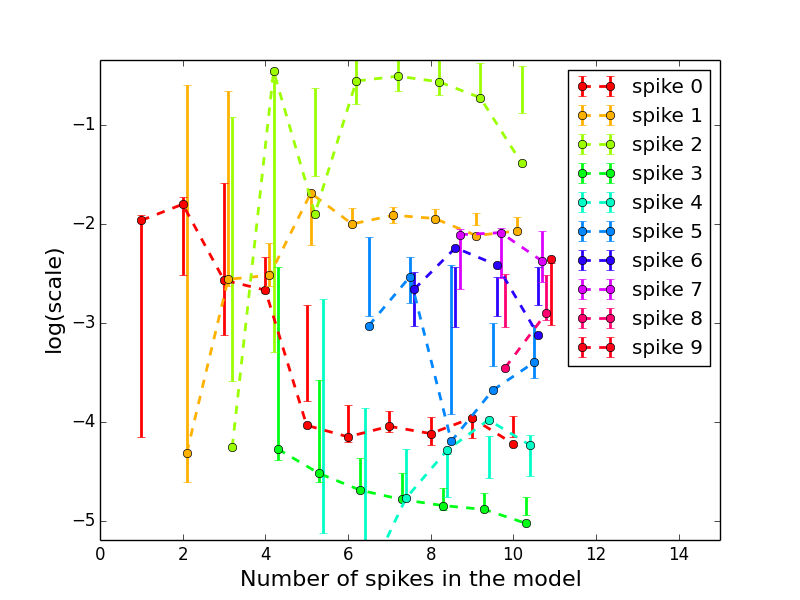 spike 0
spike 1
spike 2
spike 3
spike 4
spike 5
spike 6
spike 7
spike 8
spike 9
−1
−2
−3
−4
−5
log(scale)
0 2 4 6 8 10 12 14
Number of spikes in the model